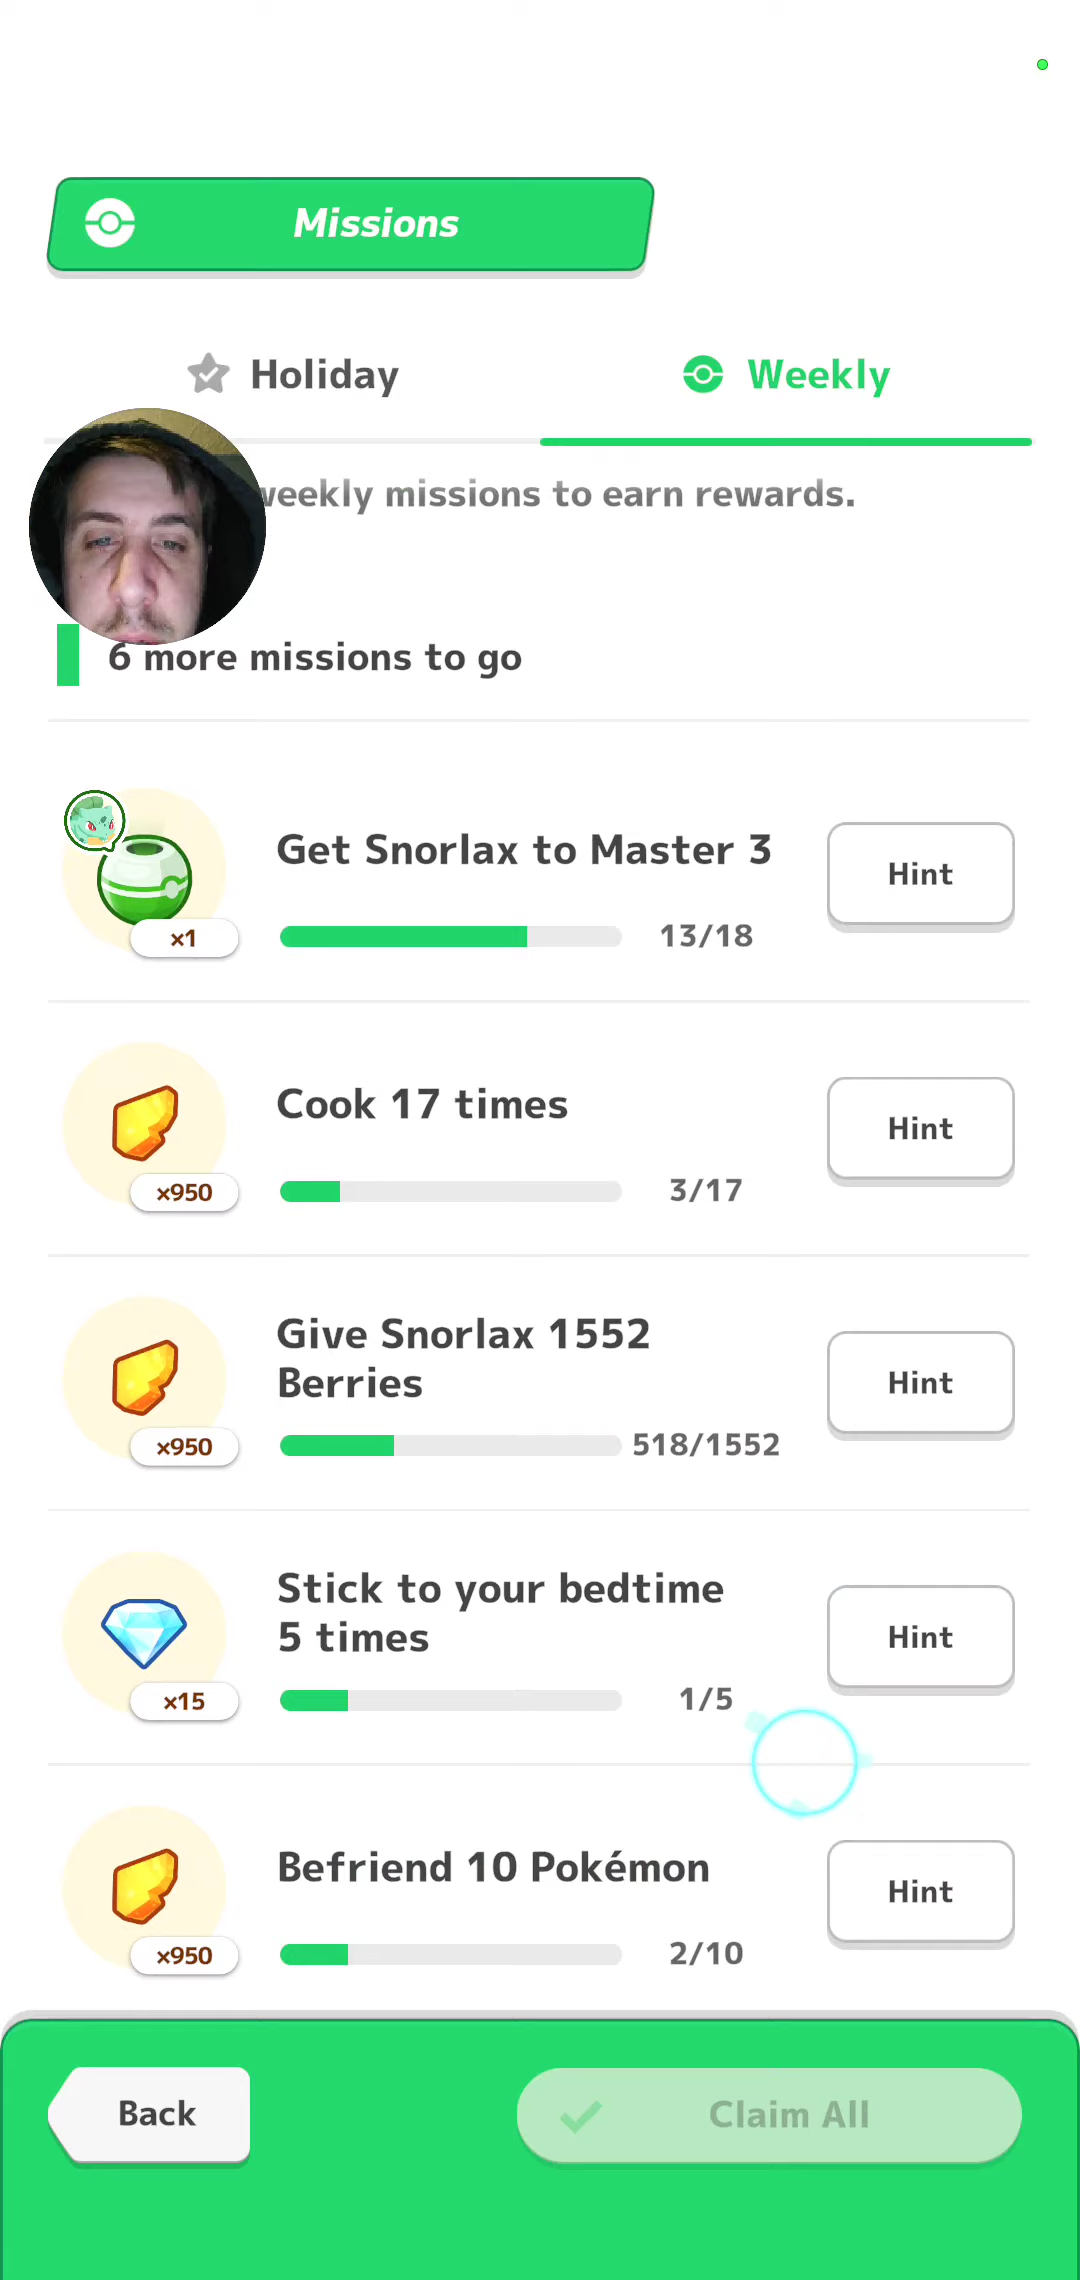 Missions
Holiday
Weekly
weekly missions to earn rewards.
6 more missions to go
Get Snorlax to Master 3
Hint
×1
13/18
Cook 17 times
Hint
×950
3/17
Give Snorlax 1552
Berries
Hint
×950
518/1552
Stick to your bedtime
5 times
Hint
×15
1/5
Befriend 10 Pokémon
Hint
×950
2/10
Back
Claim All